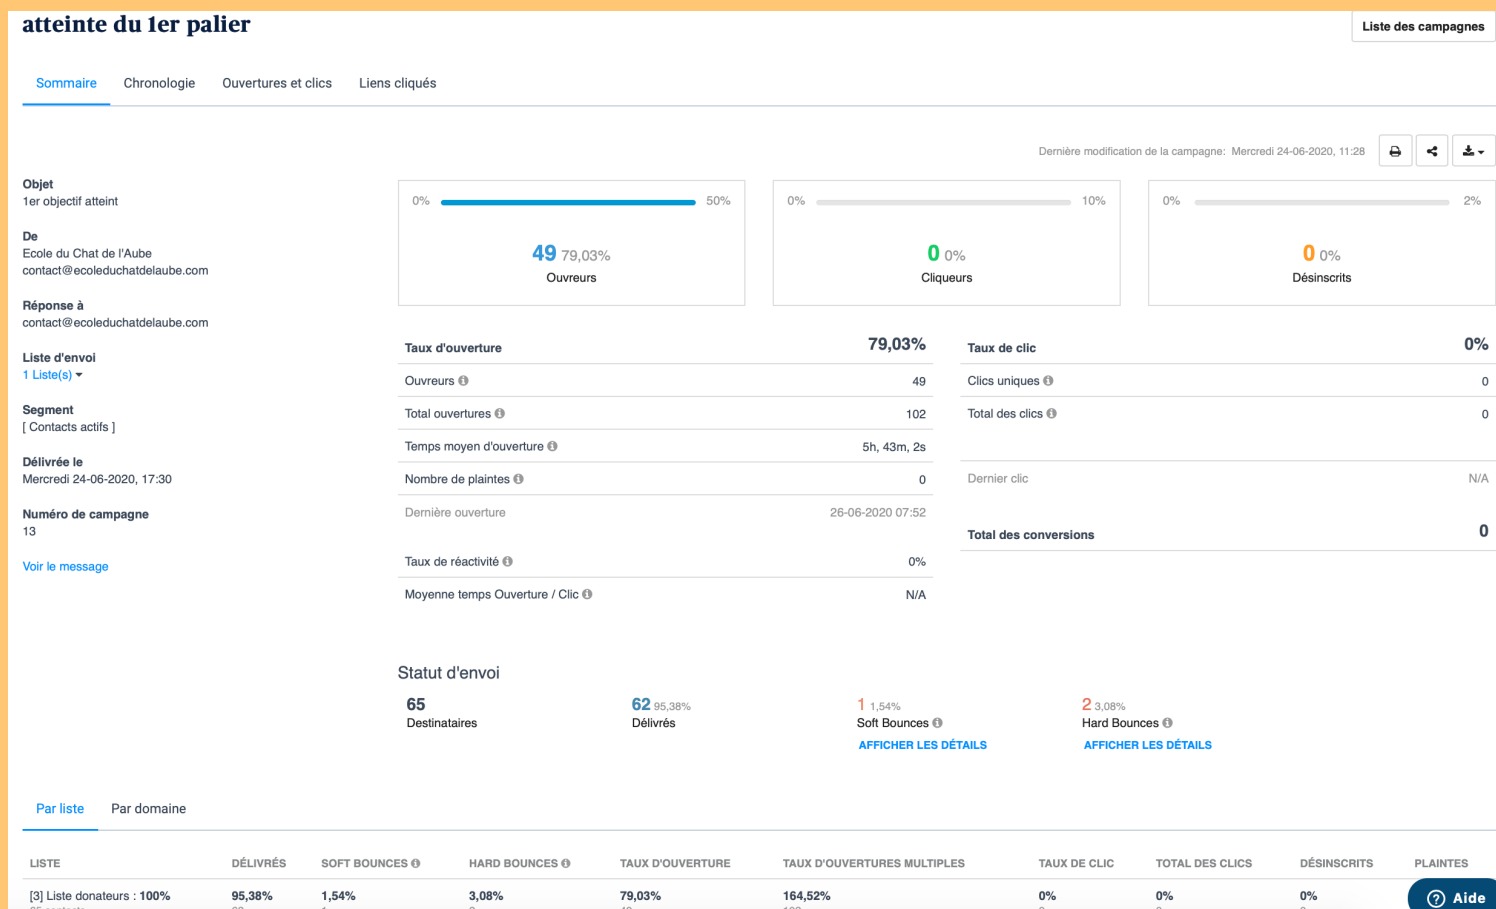 atteinte du 1er palier
Liste des campagnes
Sommaire Chronologie Ouvertures et clics Liens cliqués
Dernière modification de la campagne: Mercredi 24-06-2020, 11:28
Objet
1er objectif atteint
De
Ecole du Chat de l'Aube
contact@ecoleduchatdelaube.com
Réponse à
contact@ecoleduchatdelaube.com
Liste d'envoi
1 Liste(s)
Segment
[ Contacts actifs ]
Délivrée le
Mercredi 24-06-2020, 17:30
Numéro de campagne
13
Voir le message
0% 50%
49 79,03%
Ouvreurs
0% 10%
0 0%
Cliqueurs
0% 2%
0 0%
Désinscrits
Taux d'ouverture 79,03%
Ouvreurs 49
Total ouvertures 102
Temps moyen d'ouverture 5h, 43m, 2s
Nombre de plaintes 0
Dernière ouverture 26-06-2020 07:52
Taux de réactivité 0%
Moyenne temps Ouverture / Clic N/A
Taux de clic 0%
Clics uniques 0
Total des clics 0
Dernier clic N/A
Total des conversions 0
Statut d'envoi
65
Destinataires
62 95,38%
Délivrés
1 1,54%
Soft Bounces
AFFICHER LES DÉTAILS
2 3,08%
Hard Bounces
AFFICHER LES DÉTAILS
Par liste Par domaine
LISTE DÉLIVRÉS SOFT BOUNCES HARD BOUNCES TAUX D'OUVERTURE TAUX D'OUVERTURES MULTIPLES TAUX DE CLIC TOTAL DES CLICS DÉSINSCRITS PLAINTES
[3] Liste donateurs : 100% 95,38% 1,54% 3,08% 79,03% 164,52% 0% 0% 0%
Aide